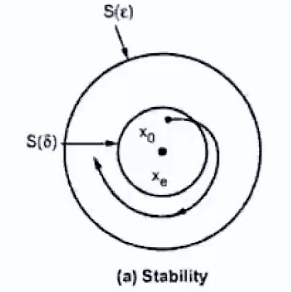 S(ε)
S(δ)
x₀
xₑ
(a) Stability